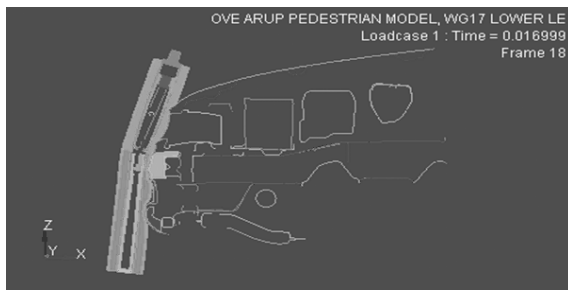 OVE ARUP PEDESTRIAN MODEL, WG17 LOWER LE
Loadcase 1 : Time = 0.016999
Frame 18
Z
Y X